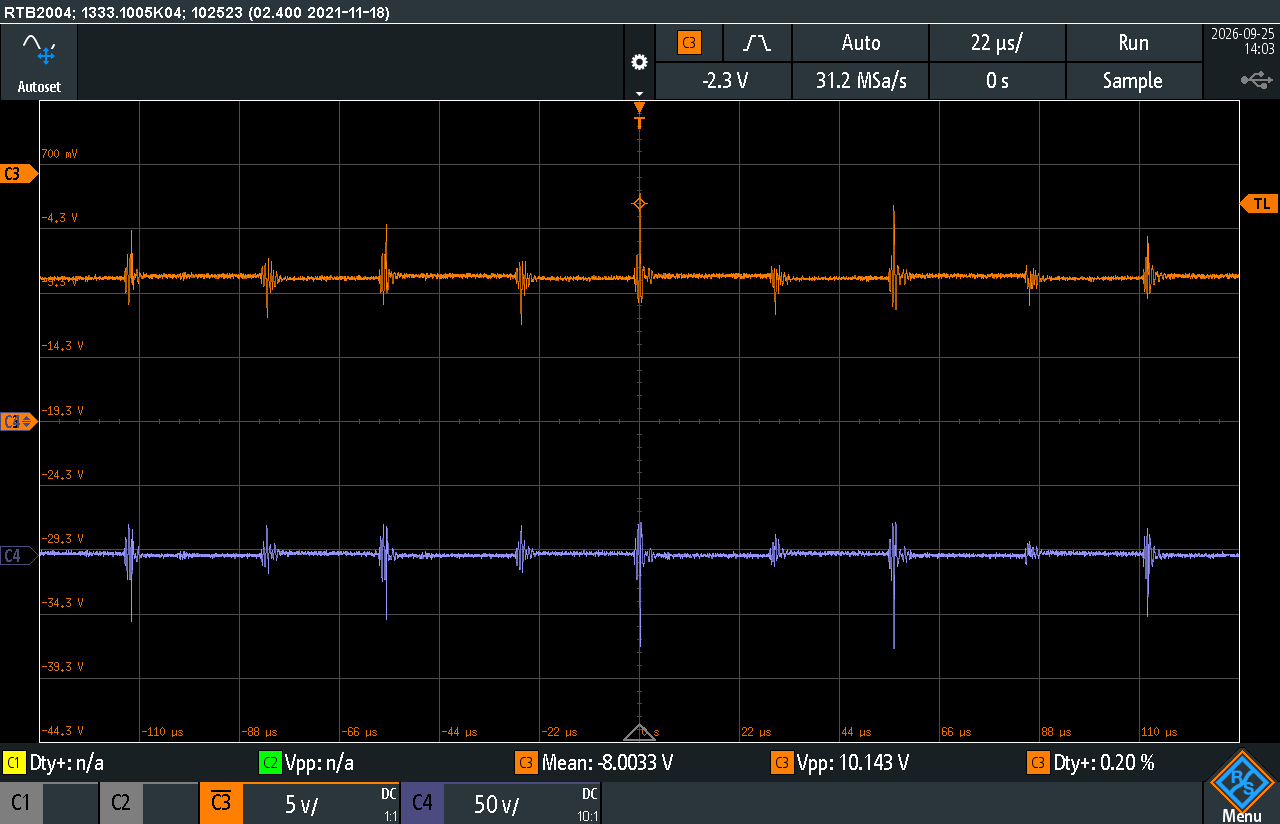 RTB2004; 1333.1005K04; 102523 (02.400 2021-11-18)
Autoset
C3
Auto
22 µs/
Run
2026-09-25
14:03
-2.3 V
31.2 MSa/s
0 s
Sample
T
700 mV
C3
-4.3 V
TL
-9.3 V
-14.3 V
-19.3 V
C3
-24.3 V
-29.3 V
C4
-34.3 V
-39.3 V
-44.3 V
-110 µs
-88 µs
-66 µs
-44 µs
-22 µs
0 s
22 µs
44 µs
66 µs
88 µs
110 µs
C1 Dty+: n/a
C2 Vpp: n/a
C3 Mean: -8.0033 V
C3 Vpp: 10.143 V
C3 Dty+: 0.20 %
C1
C2
C3
5 V/
DC
1:1
C4
50 V/
DC
10:1
R&S
Menu